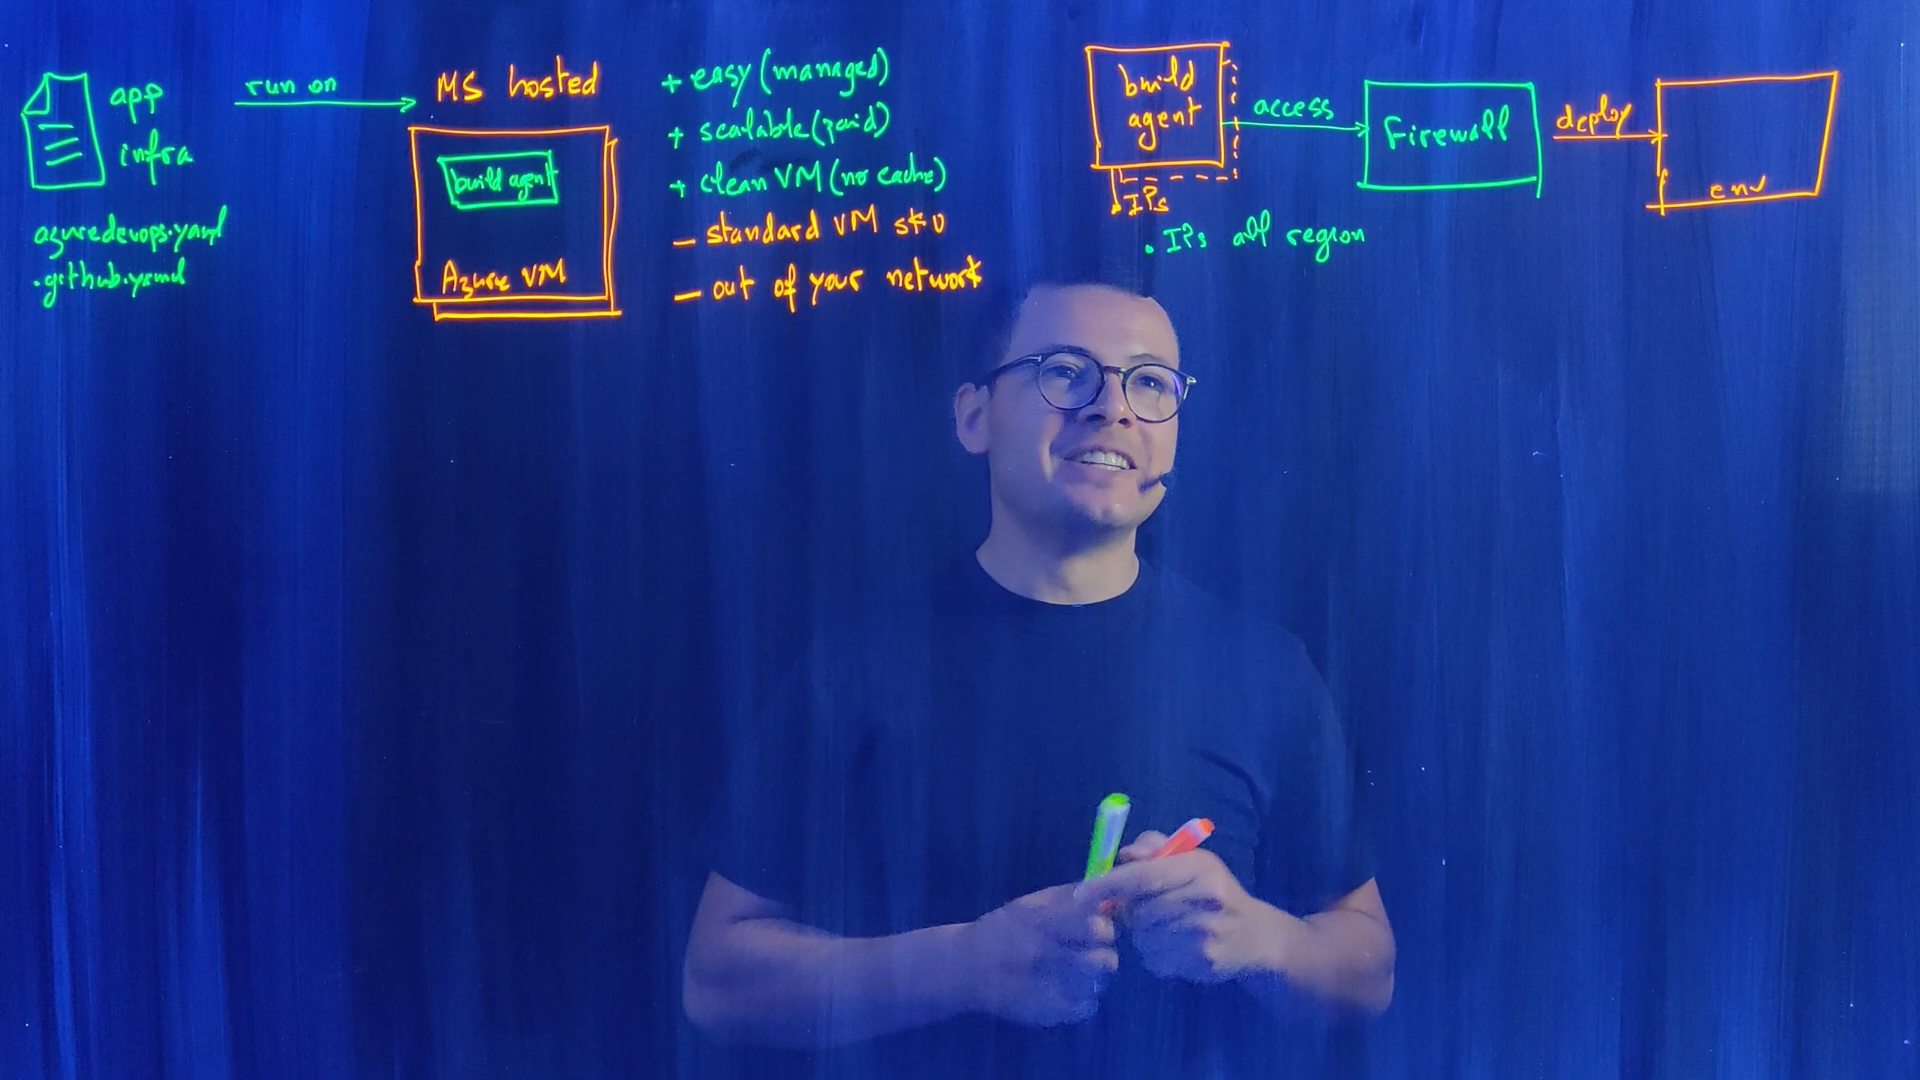 app
infra
azuredevops.yaml
.github.yaml
run on
MS hosted
build agent
Azure VM
+ easy (managed)
+ scalable (paid)
+ clean VM (no cache)
- standard VM sku
- out of your network
build
agent
IPs
. IPs all region
access
Firewall
deploy
env